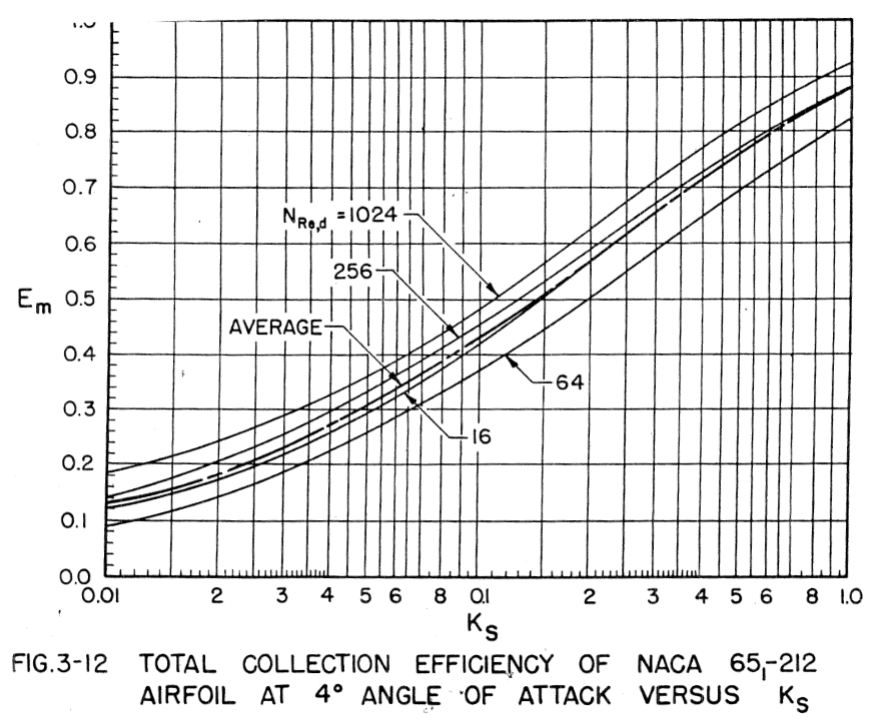 1.0
0.9
0.8
0.7
N_Re,d = 1024
0.6
256
E_m 0.5
AVERAGE
0.4
64
0.3
16
0.2
0.1
0.0
0.01 2 3 4 5 6 8 0.1 2 3 4 5 6 8 1.0
K_S
FIG.3-12 TOTAL COLLECTION EFFICIENCY OF NACA 65₁-212
AIRFOIL AT 4° ANGLE OF ATTACK VERSUS K_S